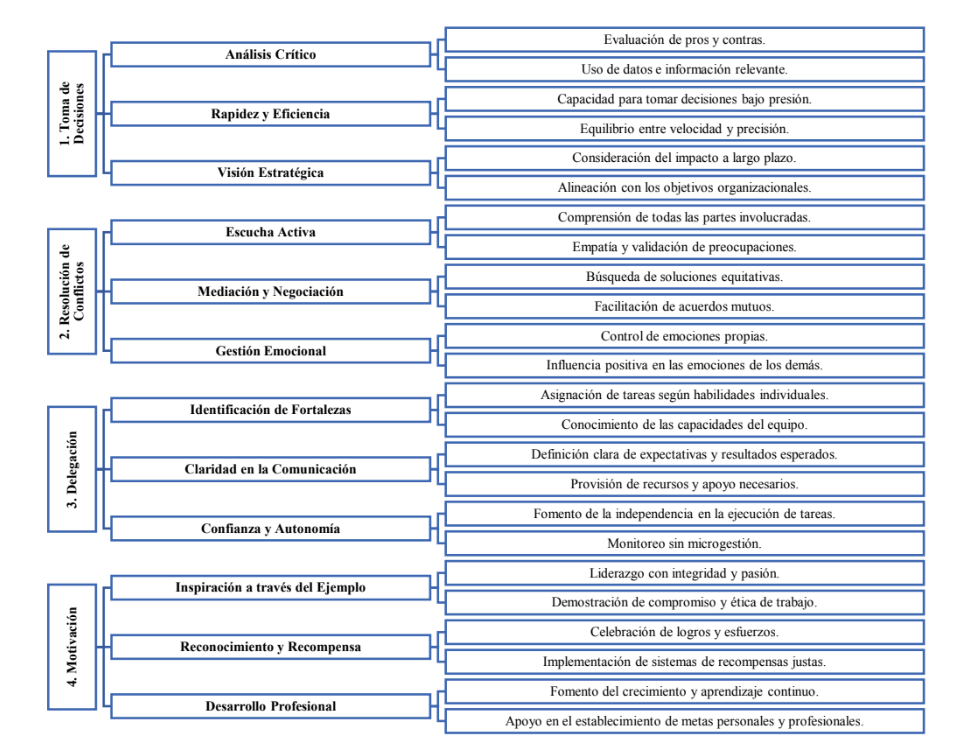 1. Toma de
Decisiones
Análisis Crítico
Evaluación de pros y contras.
Uso de datos e información relevante.
Rapidez y Eficiencia
Capacidad para tomar decisiones bajo presión.
Equilibrio entre velocidad y precisión.
Visión Estratégica
Consideración del impacto a largo plazo.
Alineación con los objetivos organizacionales.
2. Resolución de
Conflictos
Escucha Activa
Comprensión de todas las partes involucradas.
Empatía y validación de preocupaciones.
Mediación y Negociación
Búsqueda de soluciones equitativas.
Facilitación de acuerdos mutuos.
Gestión Emocional
Control de emociones propias.
Influencia positiva en las emociones de los demás.
3. Delegación
Identificación de Fortalezas
Asignación de tareas según habilidades individuales.
Conocimiento de las capacidades del equipo.
Claridad en la Comunicación
Definición clara de expectativas y resultados esperados.
Provisión de recursos y apoyo necesarios.
Confianza y Autonomía
Fomento de la independencia en la ejecución de tareas.
Monitoreo sin microgestión.
4. Motivación
Inspiración a través del Ejemplo
Liderazgo con integridad y pasión.
Demostración de compromiso y ética de trabajo.
Reconocimiento y Recompensa
Celebración de logros y esfuerzos.
Implementación de sistemas de recompensas justas.
Desarrollo Profesional
Fomento del crecimiento y aprendizaje continuo.
Apoyo en el establecimiento de metas personales y profesionales.